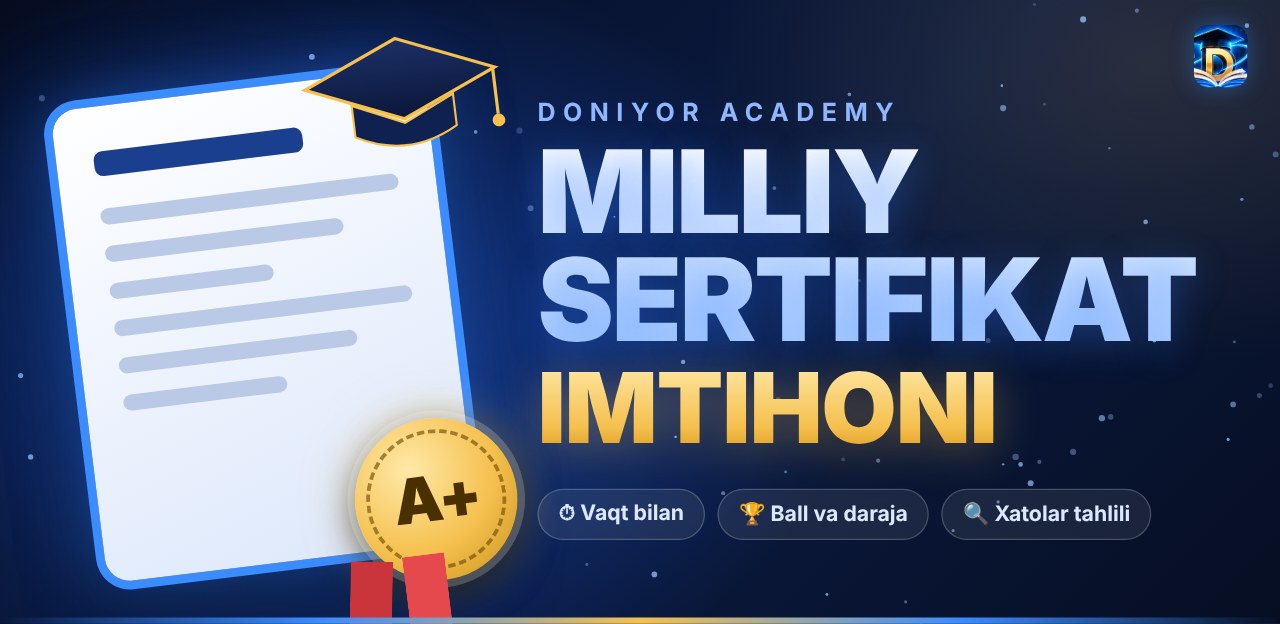 D
DONIYOR ACADEMY
MILLIY
SERTIFIKAT
IMTIHONI
A+
⏱ Vaqt bilan
🏆 Ball va daraja
🔍 Xatolar tahlili